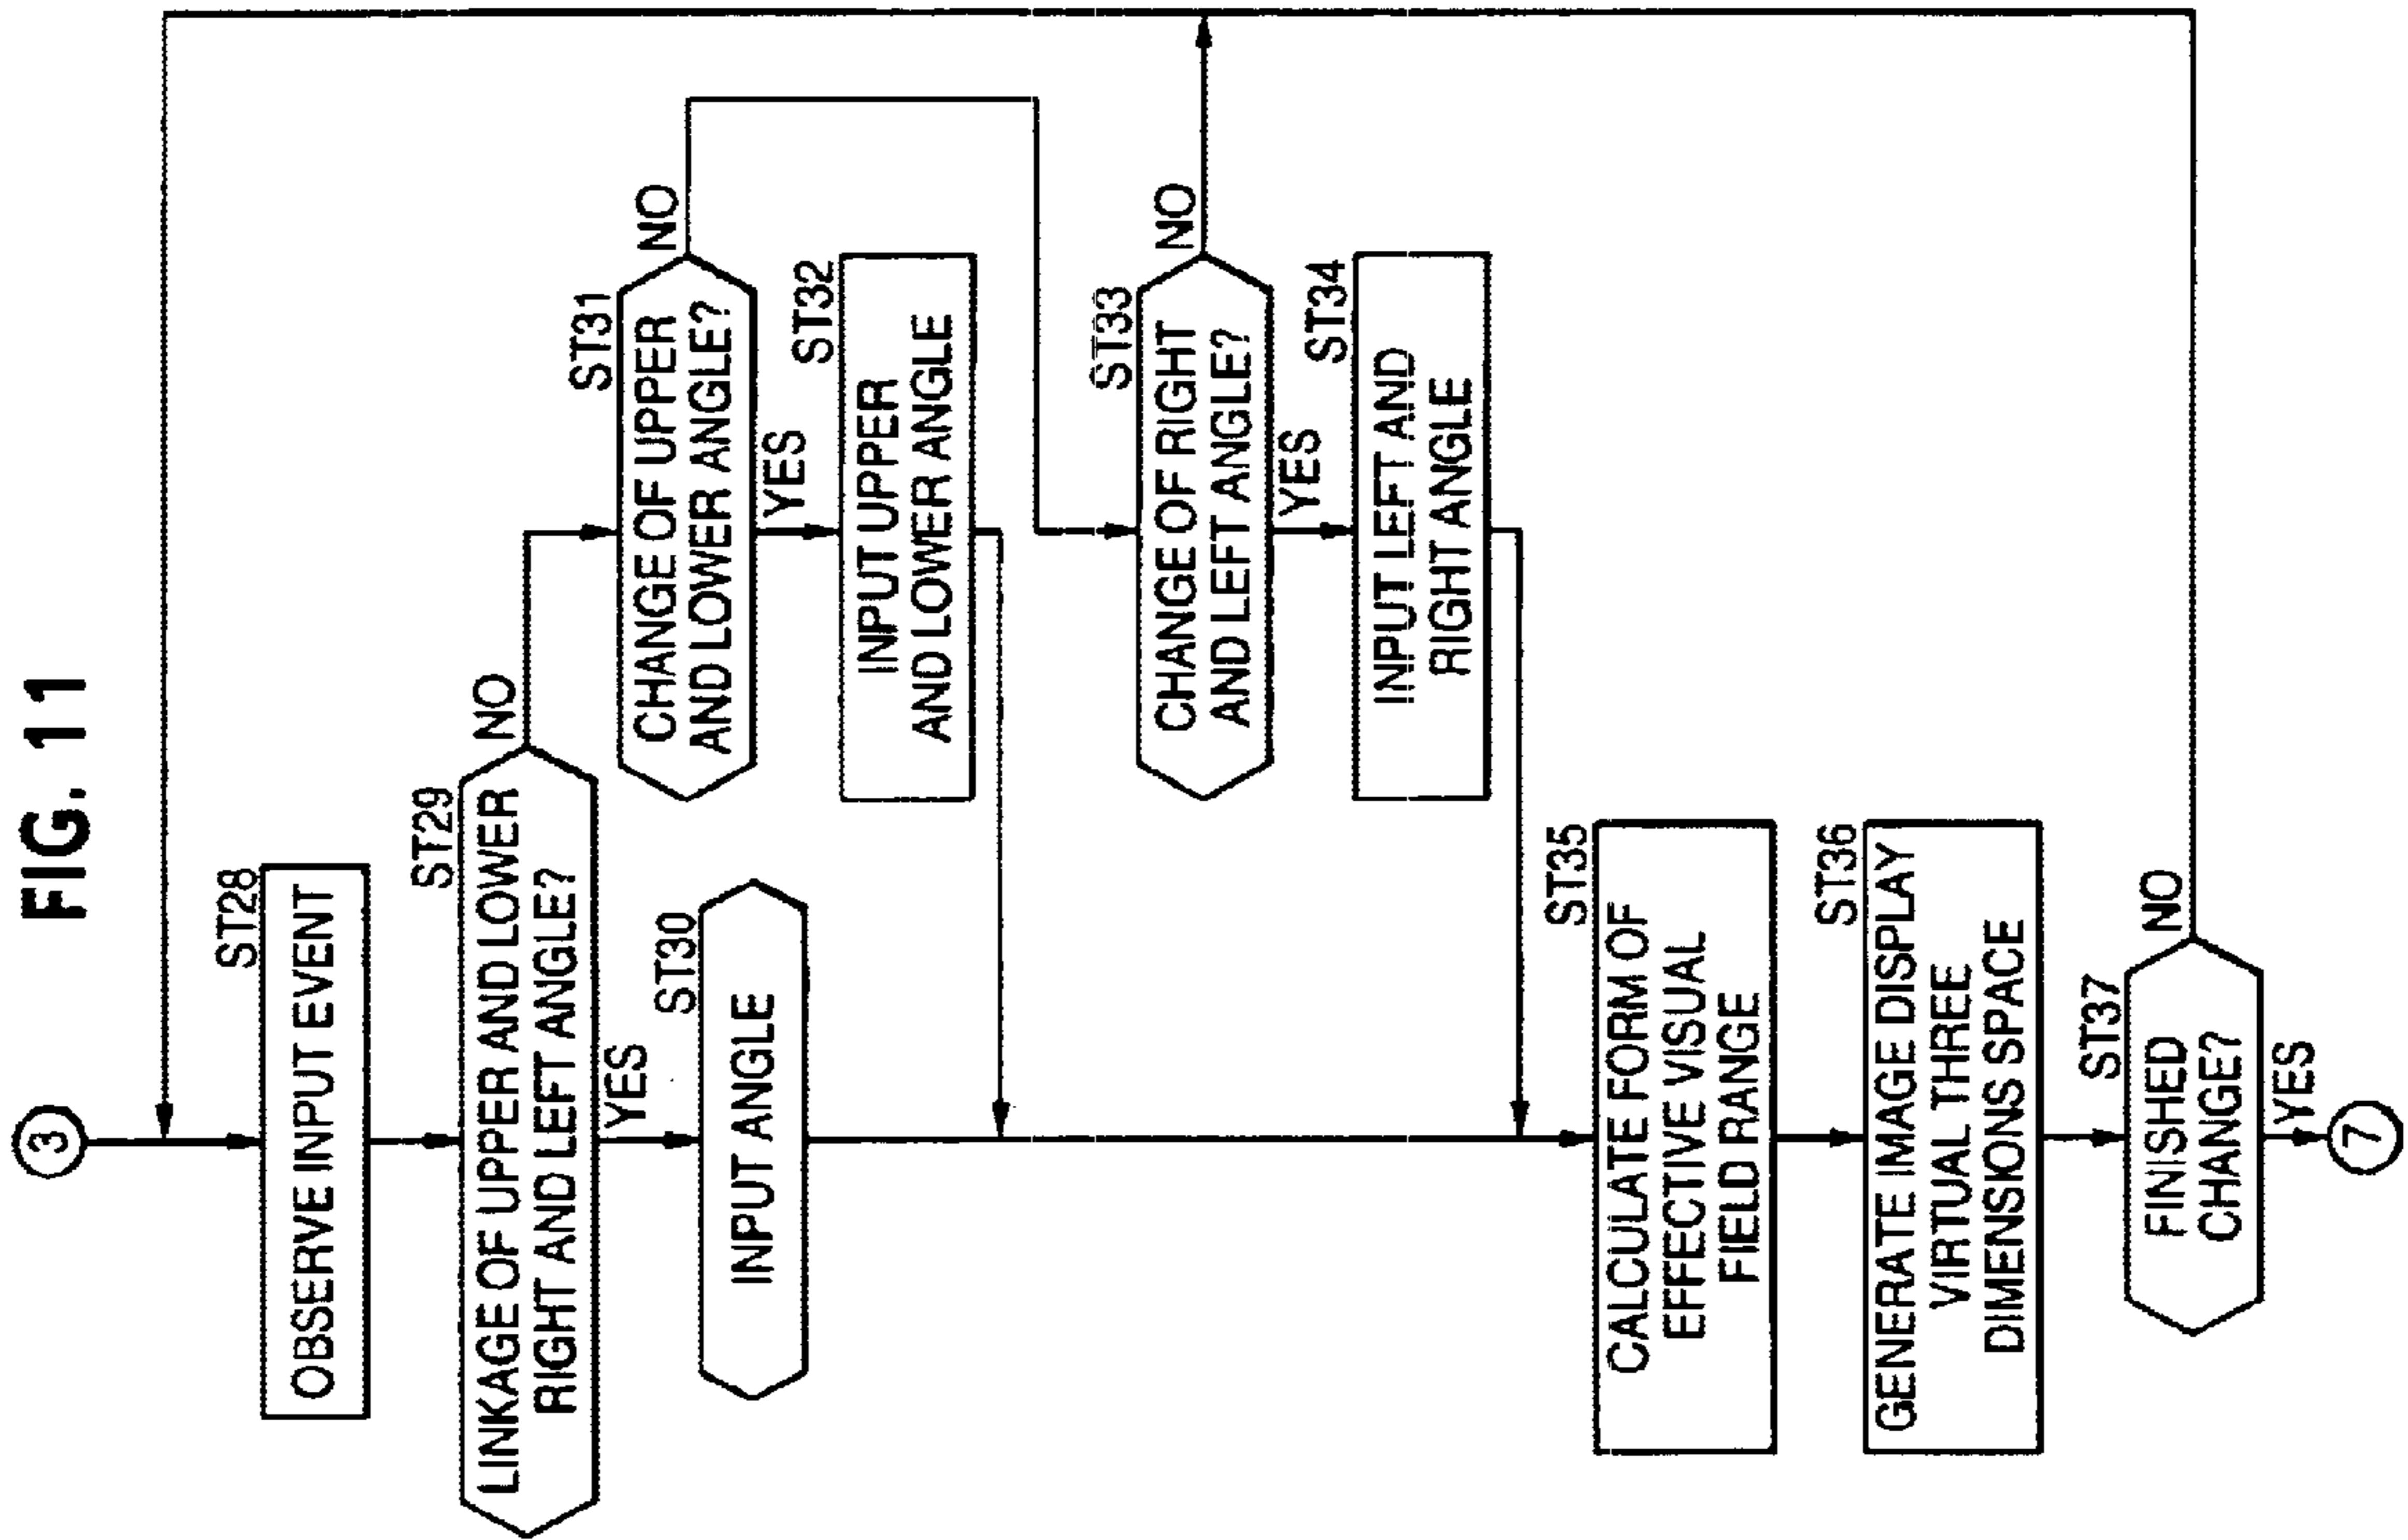 FIG. 11
3
ST28
OBSERVE INPUT EVENT
ST29
LINKAGE OF UPPER AND LOWER
RIGHT AND LEFT ANGLE?
NO
YES
ST30
INPUT ANGLE
ST31
CHANGE OF UPPER
AND LOWER ANGLE?
NO
YES
ST32
INPUT UPPER
AND LOWER ANGLE
ST33
CHANGE OF RIGHT
AND LEFT ANGLE?
NO
YES
ST34
INPUT LEFT AND
RIGHT ANGLE
ST35
CALCULATE FORM OF
EFFECTIVE VISUAL
FIELD RANGE
ST36
GENERATE IMAGE DISPLAY
VIRTUAL THREE
DIMENSIONS SPACE
ST37
FINISHED
CHANGE?
NO
YES
7